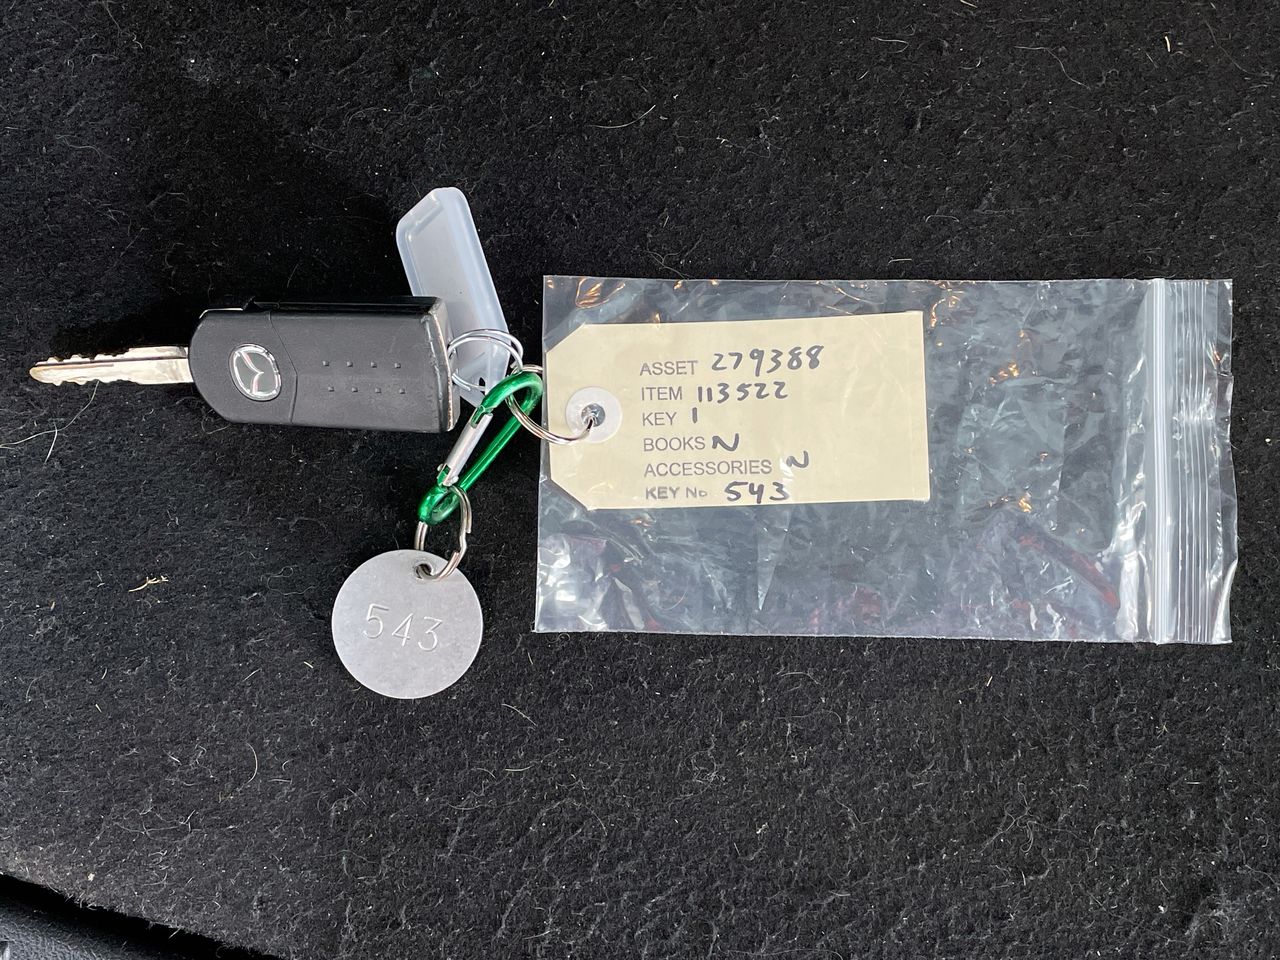 ASSET 279388
ITEM 113522
KEY 1
BOOKS N
ACCESSORIES N
KEY No 543
543